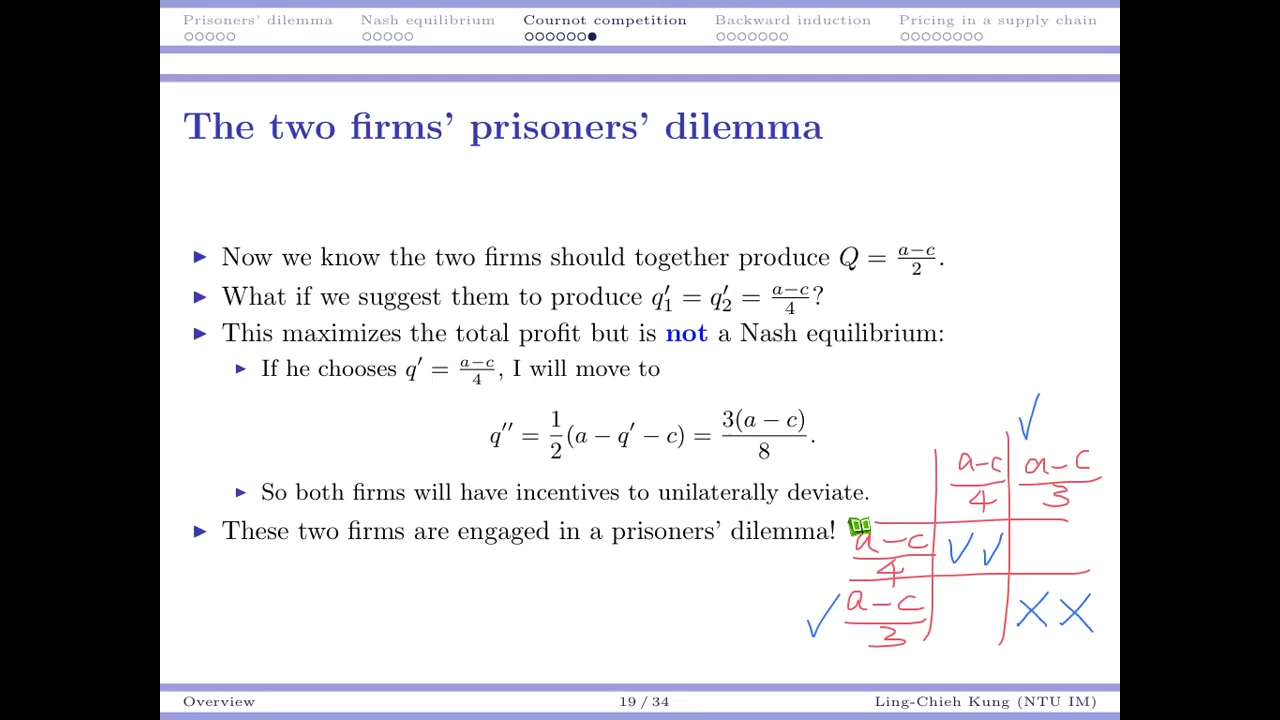 Prisoners' dilemma Nash equilibrium Cournot competition Backward induction Pricing in a supply chain
The two firms' prisoners' dilemma
Now we know the two firms should together produce Q = (a−c)/2.
What if we suggest them to produce q′₁ = q′₂ = (a−c)/4?
This maximizes the total profit but is not a Nash equilibrium:
If he chooses q′ = (a−c)/4, I will move to
q″ = 1/2(a − q′ − c) = 3(a − c)/8.
So both firms will have incentives to unilaterally deviate.
These two firms are engaged in a prisoners' dilemma!
✓
(a−c)/4 (a−c)/3
(a−c)/4 ✓✓
✓ (a−c)/3 ✗✗
Overview 19 / 34 Ling-Chieh Kung (NTU IM)